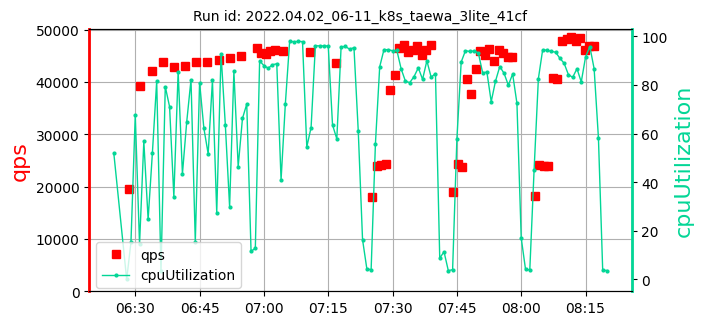 Run id: 2022.04.02_06-11_k8s_taewa_3lite_41cf
50000
40000
30000
20000
10000
0
qps
100
80
60
40
20
0
cpuUtilization
qps
cpuUtilization
06:30 06:45 07:00 07:15 07:30 07:45 08:00 08:15